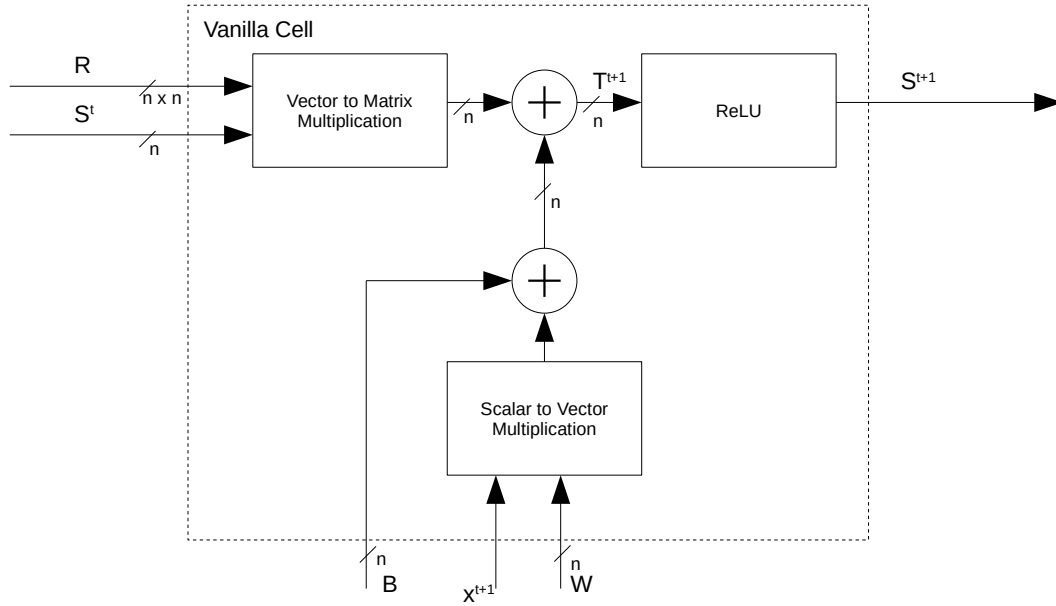 Vanilla Cell
R
n x n
S^t
n
Vector to Matrix
Multiplication
n
T^{t+1}
n
ReLU
S^{t+1}
n
Scalar to Vector
Multiplication
n
B
x^{t+1}
n
W